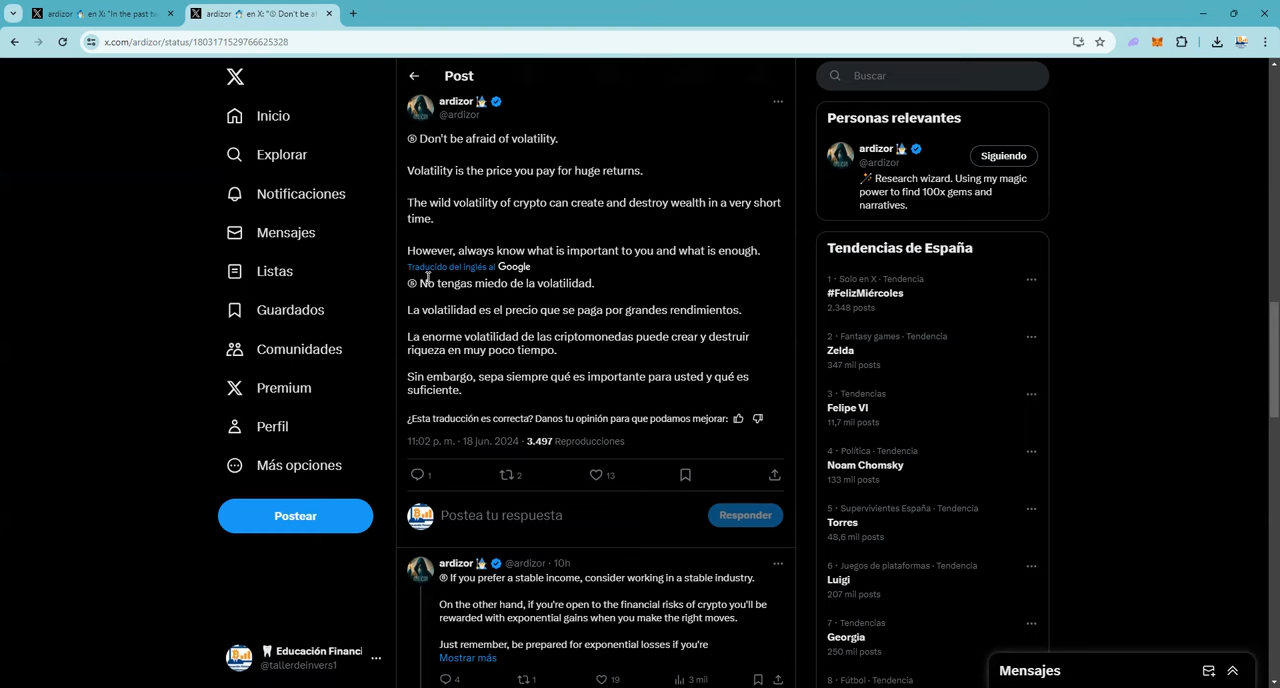 ardizor en X: "In the past
ardizor en X: "⑤ Don't be a
x.com/ardizor/status/1803171529766625328
Inicio
Explorar
Notificaciones
Mensajes
Listas
Guardados
Comunidades
Premium
Perfil
Más opciones
Postear
Educación Financi
@tallerdeinvers1
Post
ardizor
@ardizor
⑤ Don't be afraid of volatility.
Volatility is the price you pay for huge returns.
The wild volatility of crypto can create and destroy wealth in a very short
time.
However, always know what is important to you and what is enough.
Traducido del inglés al Google
⑤ No tengas miedo de la volatilidad.
La volatilidad es el precio que se paga por grandes rendimientos.
La enorme volatilidad de las criptomonedas puede crear y destruir
riqueza en muy poco tiempo.
Sin embargo, sepa siempre qué es importante para usted y qué es
suficiente.
¿Esta traducción es correcta? Danos tu opinión para que podamos mejorar:
11:02 p. m. · 18 jun. 2024 · 3.497 Reproducciones
1 2 13
Postea tu respuesta
Responder
ardizor @ardizor · 10h
⑥ If you prefer a stable income, consider working in a stable industry.
On the other hand, if you're open to the financial risks of crypto you'll be
rewarded with exponential gains when you make the right moves.
Just remember, be prepared for exponential losses if you're
Mostrar más
4 1 19 3 mil
Buscar
Personas relevantes
ardizor
@ardizor
Siguiendo
Research wizard. Using my magic
power to find 100x gems and
narratives.
Tendencias de España
1 · Solo en X · Tendencia
#FelizMiércoles
2.348 posts
2 · Fantasy games · Tendencia
Zelda
347 mil posts
3 · Tendencias
Felipe VI
11,7 mil posts
4 · Política · Tendencia
Noam Chomsky
133 mil posts
5 · Supervivientes España · Tendencia
Torres
48,6 mil posts
6 · Juegos de plataformas · Tendencia
Luigi
207 mil posts
7 · Tendencias
Georgia
250 mil posts
8 · Fútbol · Tendencia
Mensajes